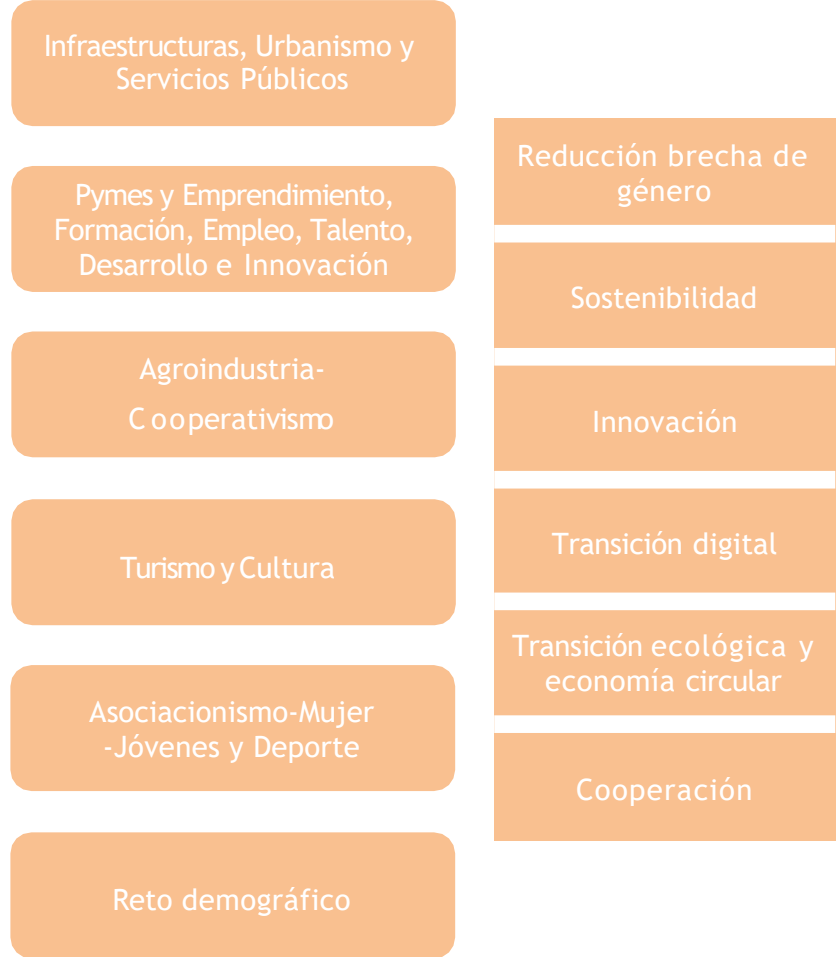 Infraestructuras, Urbanismo y
Servicios Públicos
Pymes y Emprendimiento,
Formación, Empleo, Talento,
Desarrollo e Innovación
Agroindustria-
Cooperativismo
Turismo y Cultura
Asociacionismo-Mujer
-Jóvenes y Deporte
Reto demográfico
Reducción brecha de
género
Sostenibilidad
Innovación
Transición digital
Transición ecológica y
economía circular
Cooperación